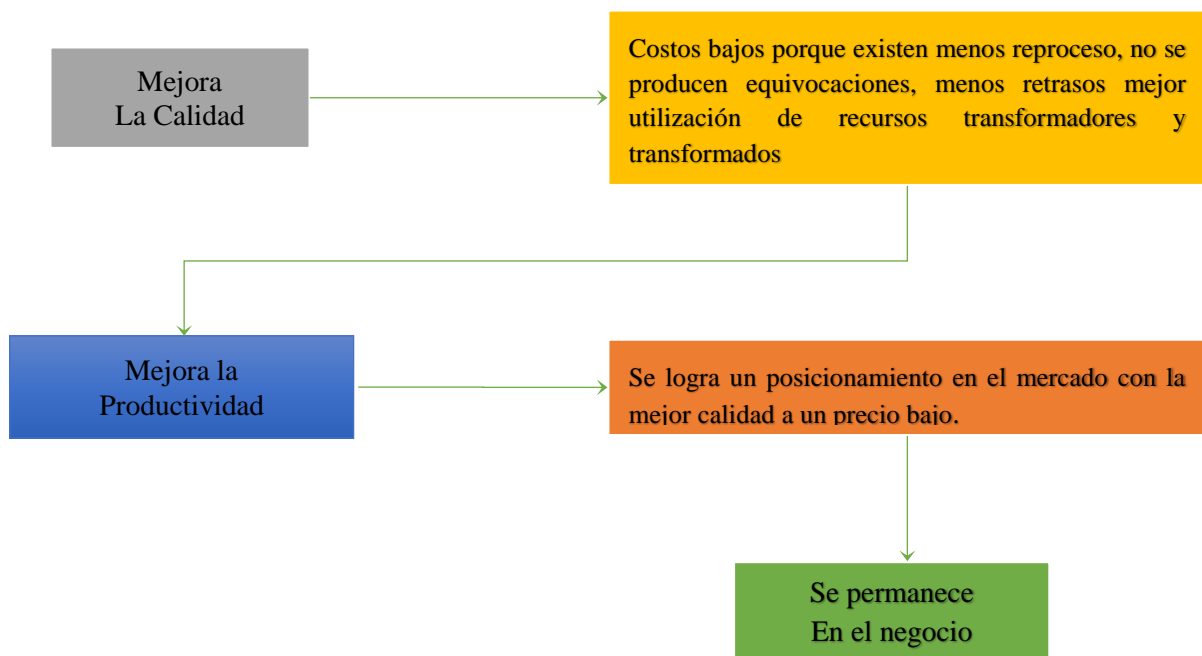 Mejora
La Calidad
Costos bajos porque existen menos reproceso, no se
producen equivocaciones, menos retrasos mejor
utilización de recursos transformadores y
transformados
Mejora la
Productividad
Se logra un posicionamiento en el mercado con la
mejor calidad a un precio bajo.
Se permanece
En el negocio